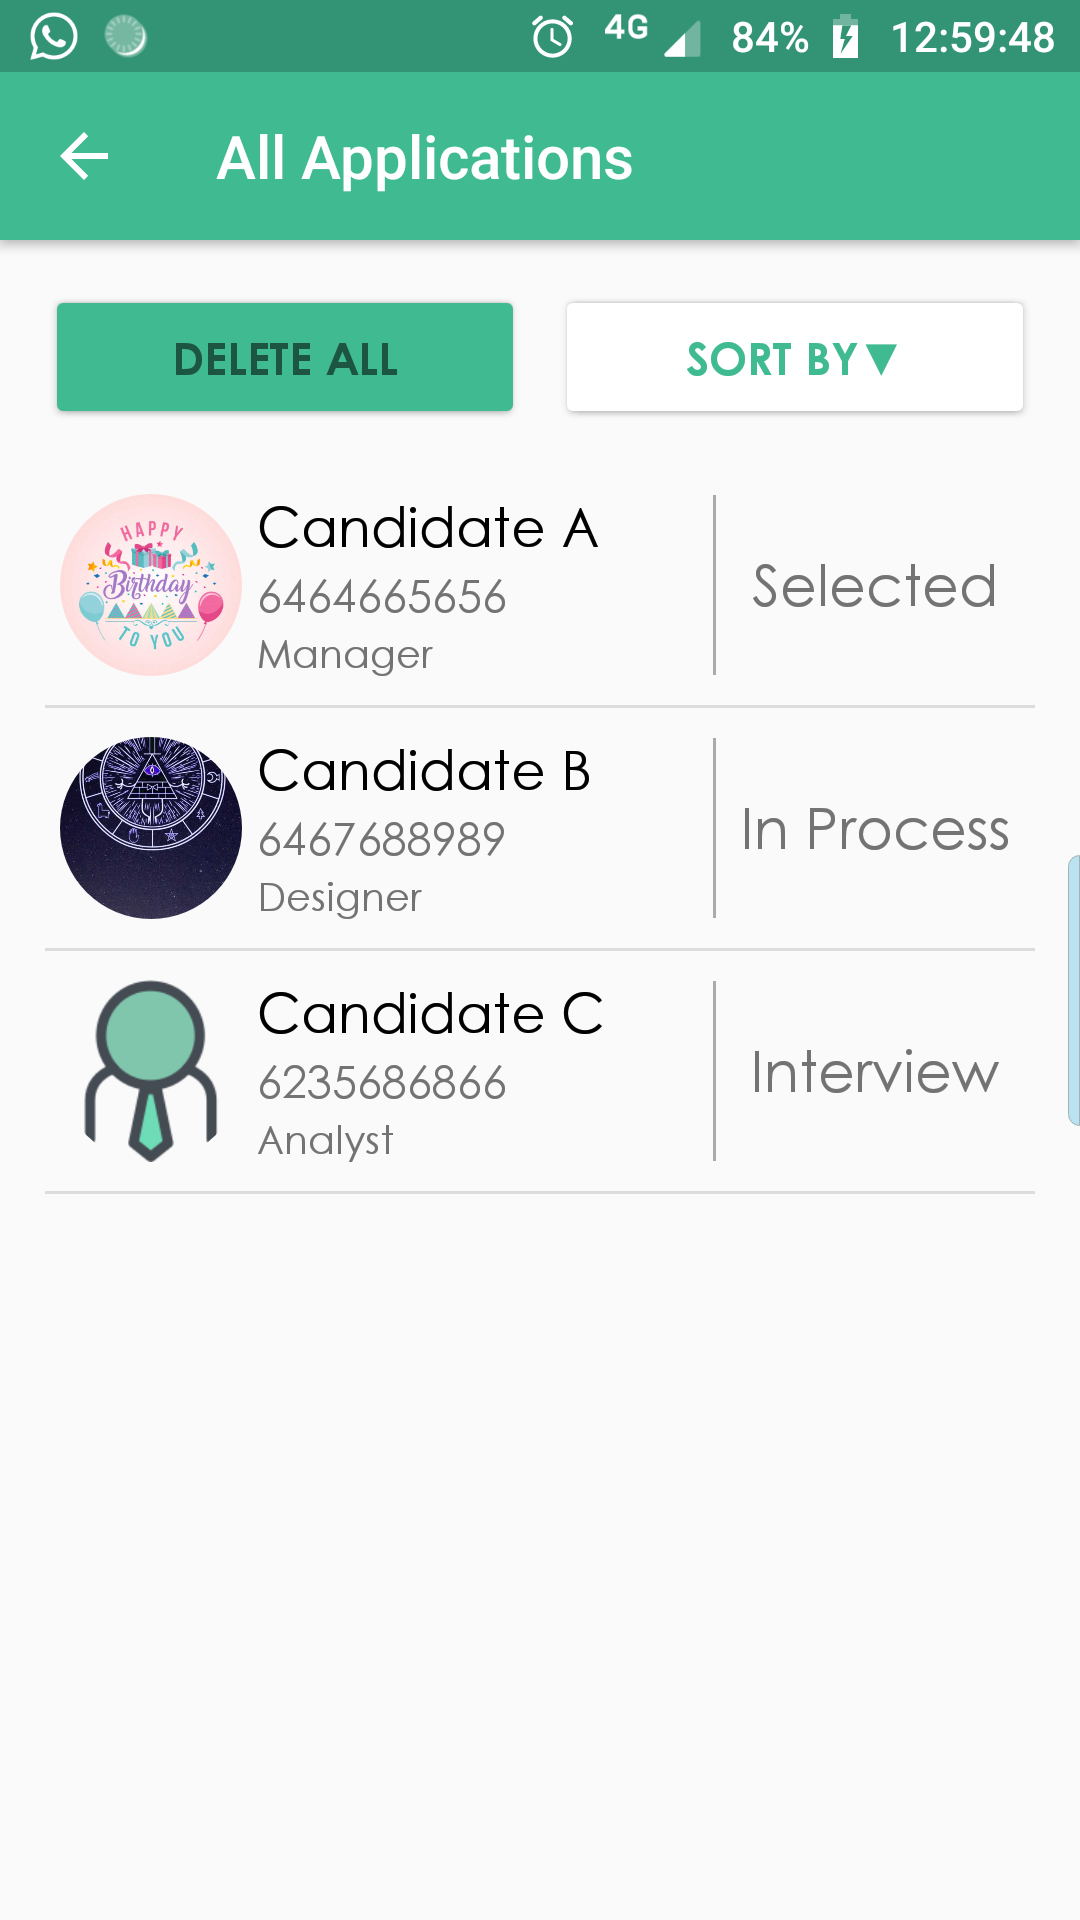 4G 84% 12:59:48
All Applications
DELETE ALL
SORT BY▼
HAPPY
Birthday
TO YOU
Candidate A
6464665656
Manager
Selected
Candidate B
6467688989
Designer
In Process
Candidate C
6235686866
Analyst
Interview